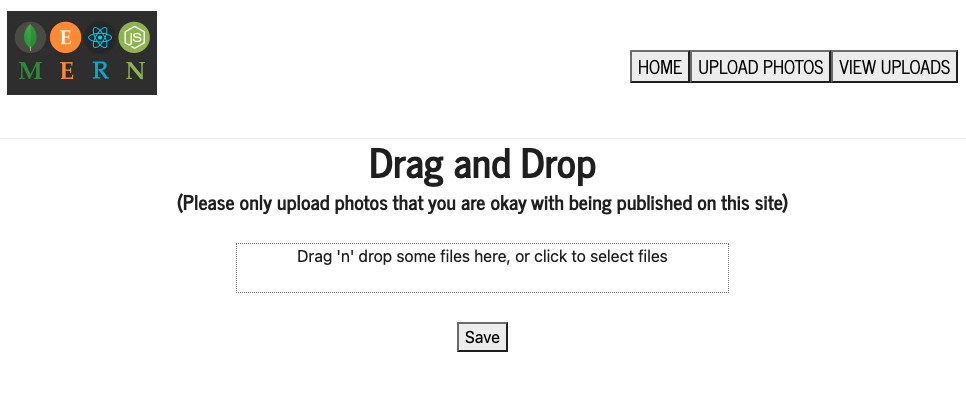 E JS
M E R N
HOME UPLOAD PHOTOS VIEW UPLOADS
Drag and Drop
(Please only upload photos that you are okay with being published on this site)
Drag 'n' drop some files here, or click to select files
Save